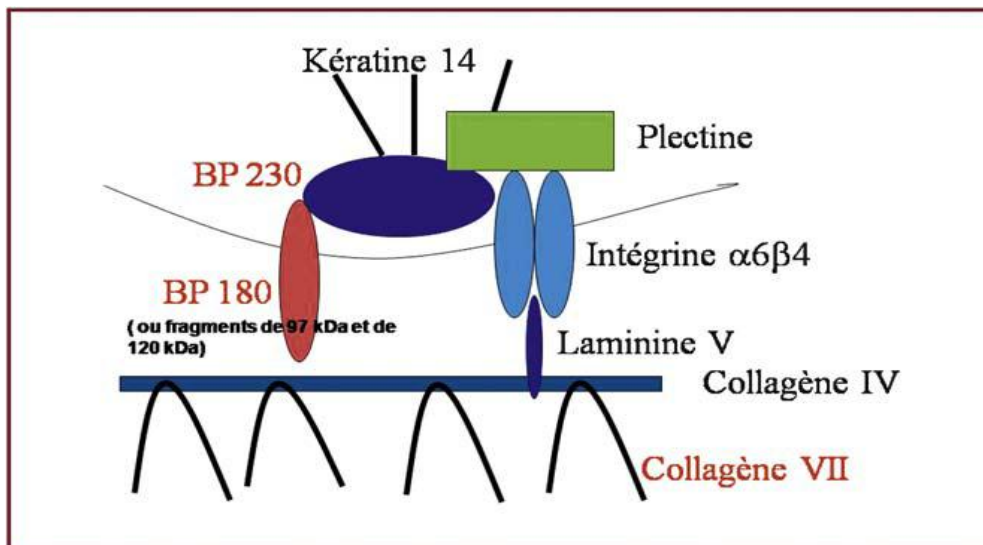 Kératine 14
Plectine
BP 230
Intégrine α6β4
BP 180
( ou fragments de 97 kDa et de
120 kDa)
Laminine V
Collagène IV
Collagène VII